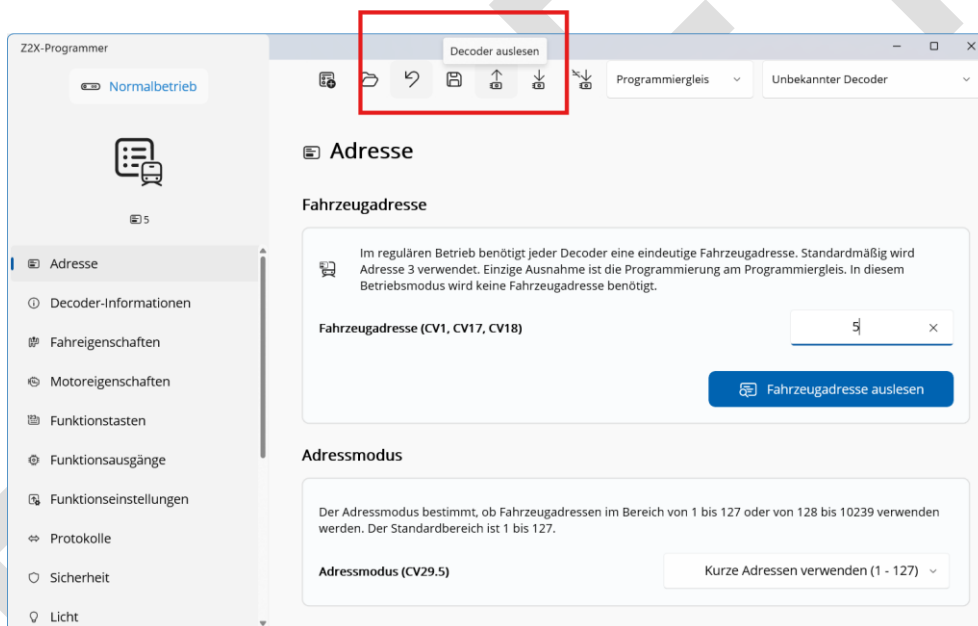 Decoder auslesen
Z2X-Programmer
Normalbetrieb
Programmiergleis
Unbekannter Decoder
5
Adresse
Decoder-Informationen
Fahreigenschaften
Motoreigenschaften
Funktionstasten
Funktionsausgänge
Funktionseinstellungen
Protokolle
Sicherheit
Licht
Adresse
Fahrzeugadresse
Im regulären Betrieb benötigt jeder Decoder eine eindeutige Fahrzeugadresse. Standardmäßig wird
Adresse 3 verwendet. Einzige Ausnahme ist die Programmierung am Programmiergleis. In diesem
Betriebsmodus wird keine Fahrzeugadresse benötigt.
Fahrzeugadresse (CV1, CV17, CV18)
5
Fahrzeugadresse auslesen
Adressmodus
Der Adressmodus bestimmt, ob Fahrzeugadressen im Bereich von 1 bis 127 oder von 128 bis 10239 verwenden
werden. Der Standardbereich ist 1 bis 127.
Adressmodus (CV29.5)
Kurze Adressen verwenden (1 - 127)